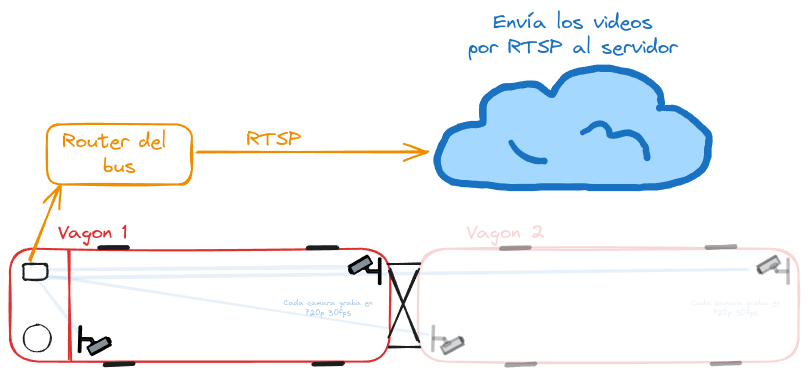 Envía los videos
por RTSP al servidor
Router del
bus
RTSP
Vagon 1
Vagon 2
Cada camara graba en
720p 30fps
Cada camara graba en
720p 30fps